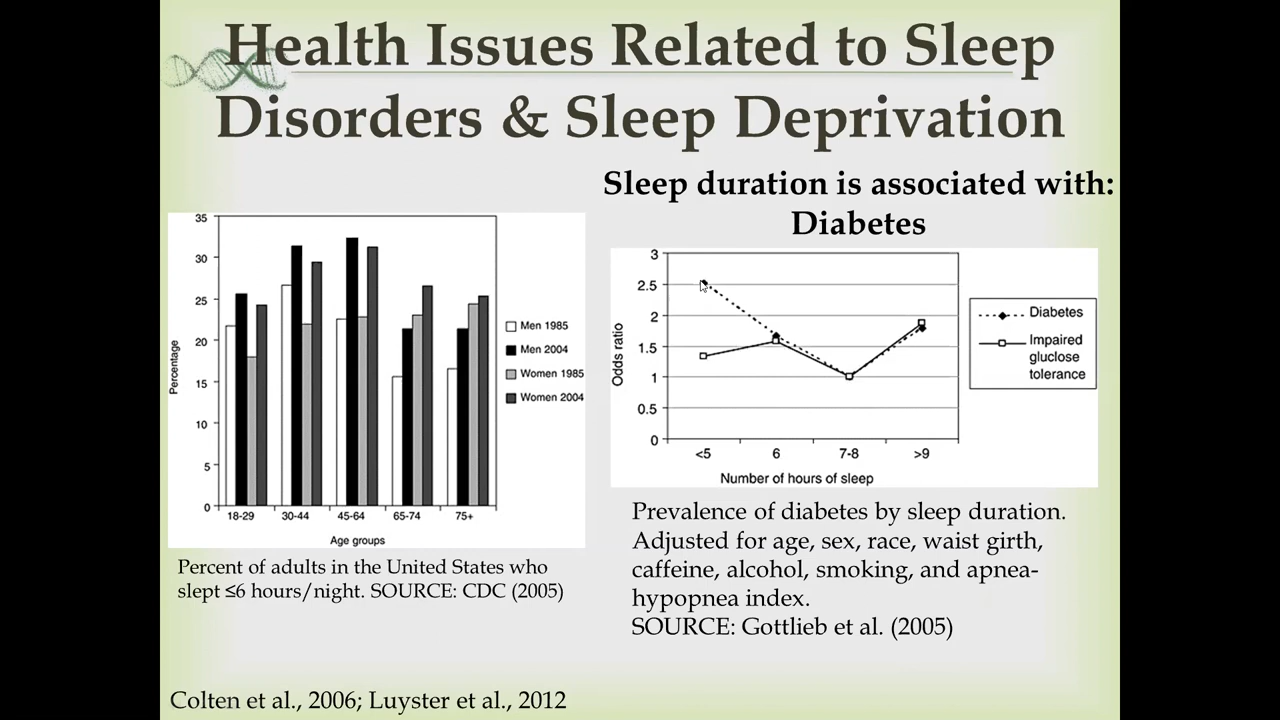 Health Issues Related to Sleep
Disorders & Sleep Deprivation
Sleep duration is associated with:
Diabetes
35
30
25
20
15
10
5
0
Percentage
18-29
30-44
45-64
65-74
75+
Age groups
Men 1985
Men 2004
Women 1985
Women 2004
Percent of adults in the United States who
slept ≤6 hours/night. SOURCE: CDC (2005)
3
2.5
2
1.5
1
0.5
0
Odds ratio
<5
6
7-8
>9
Number of hours of sleep
Diabetes
Impaired
glucose
tolerance
Prevalence of diabetes by sleep duration.
Adjusted for age, sex, race, waist girth,
caffeine, alcohol, smoking, and apnea-
hypopnea index.
SOURCE: Gottlieb et al. (2005)
Colten et al., 2006; Luyster et al., 2012